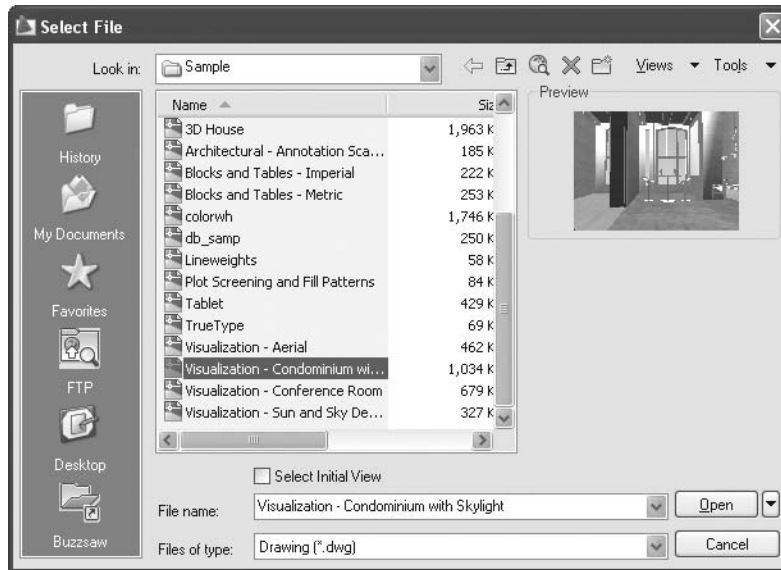 Select File
Look in: Sample Views Tools
Name Siz Preview
3D House 1,963 K
Architectural - Annotation Sca... 185 K
Blocks and Tables - Imperial 222 K
Blocks and Tables - Metric 253 K
colorwh 1,746 K
db_samp 250 K
Lineweights 58 K
Plot Screening and Fill Patterns 84 K
Tablet 429 K
TrueType 69 K
Visualization - Aerial 462 K
Visualization - Condominium wi... 1,034 K
Visualization - Conference Room 679 K
Visualization - Sun and Sky De... 327 K
History
My Documents
Favorites
FTP
Desktop
Buzzsaw
Select Initial View
File name: Visualization - Condominium with Skylight Open
Files of type: Drawing (*.dwg) Cancel